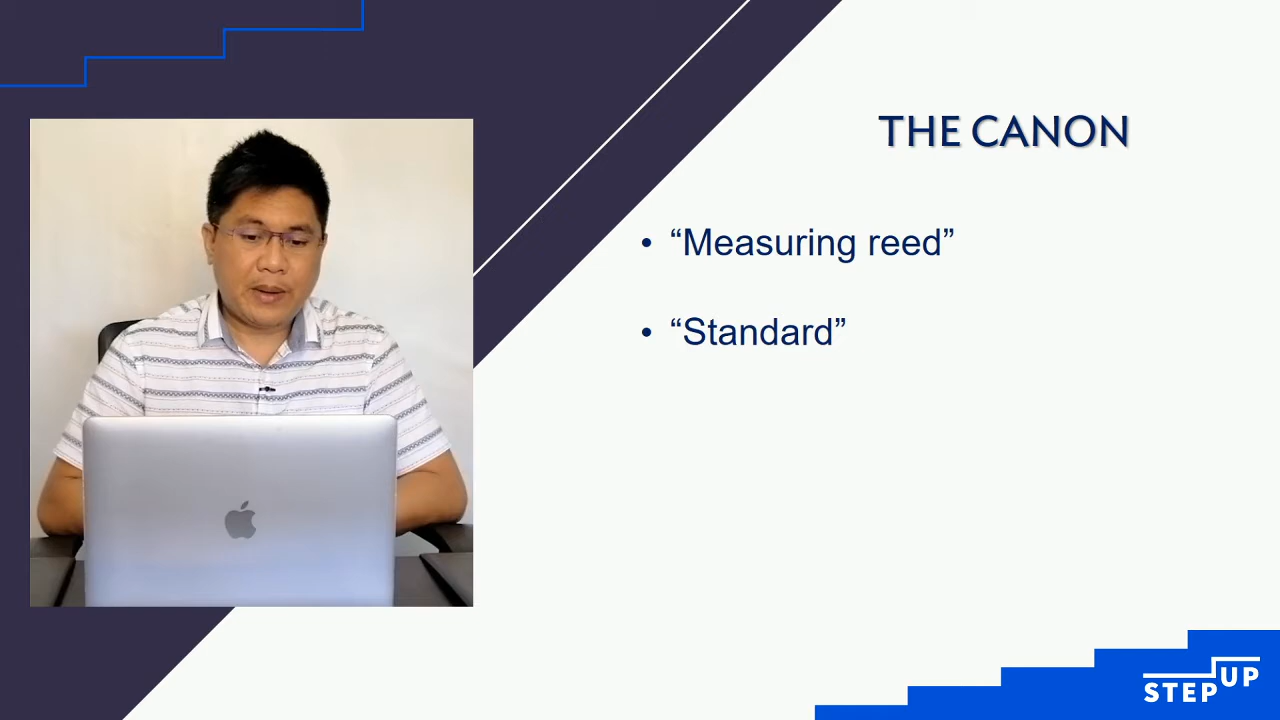 THE CANON
• “Measuring reed”
• “Standard”
STEP UP